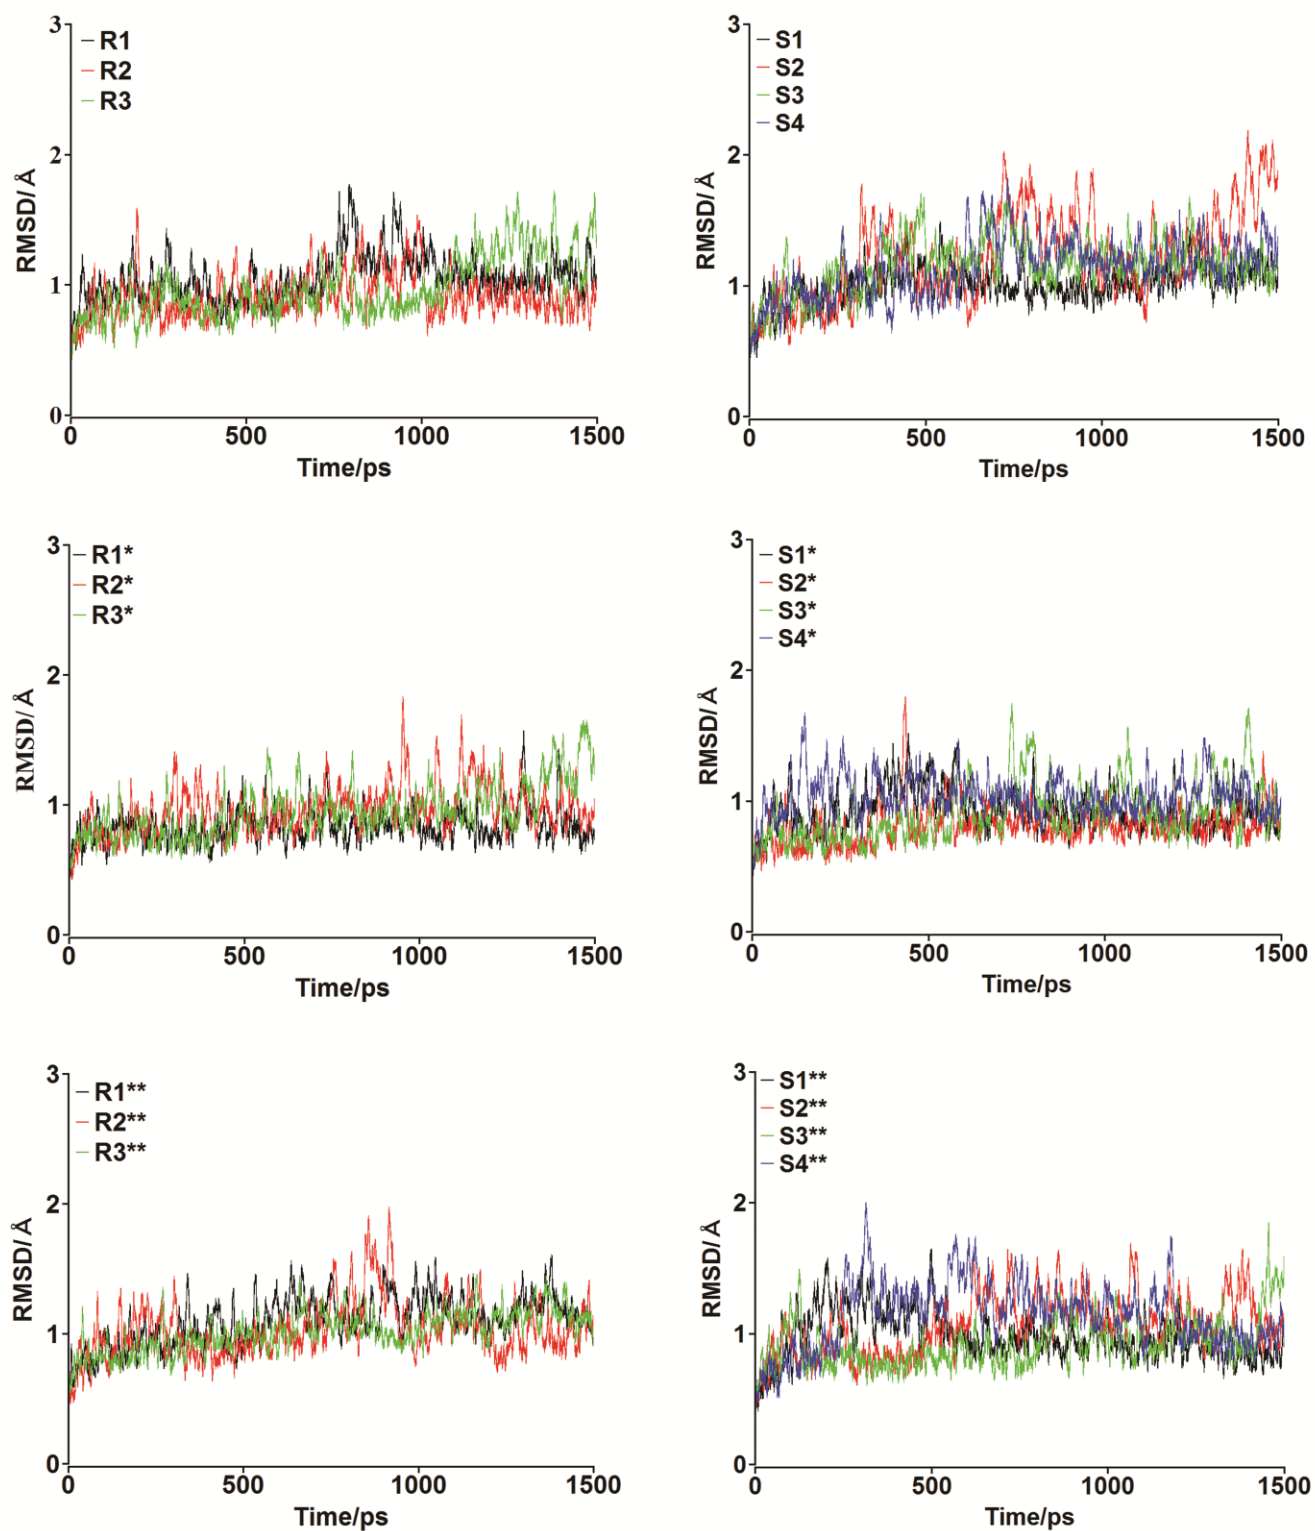 3
R1
R2
R3
2
1
0
RMSD/Å
0 500 1000 1500
Time/ps
3
S1
S2
S3
S4
2
1
0
RMSD/Å
0 500 1000 1500
Time/ps
3
R1*
R2*
R3*
2
1
0
RMSD/Å
0 500 1000 1500
Time/ps
3
S1*
S2*
S3*
S4*
2
1
0
RMSD/Å
0 500 1000 1500
Time/ps
3
R1**
R2**
R3**
2
1
0
RMSD/Å
0 500 1000 1500
Time/ps
3
S1**
S2**
S3**
S4**
2
1
0
RMSD/Å
0 500 1000 1500
Time/ps